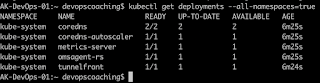 AK-DevOps-01:~ devopscoaching$ kubectl get deployments --all-namespaces=true
NAMESPACE NAME READY UP-TO-DATE AVAILABLE AGE
kube-system coredns 2/2 2 2 6m25s
kube-system coredns-autoscaler 1/1 1 1 6m25s
kube-system metrics-server 1/1 1 1 6m25s
kube-system omsagent-rs 1/1 1 1 6m25s
kube-system tunnelfront 1/1 1 1 6m24s
AK-DevOps-01:~ devopscoaching$